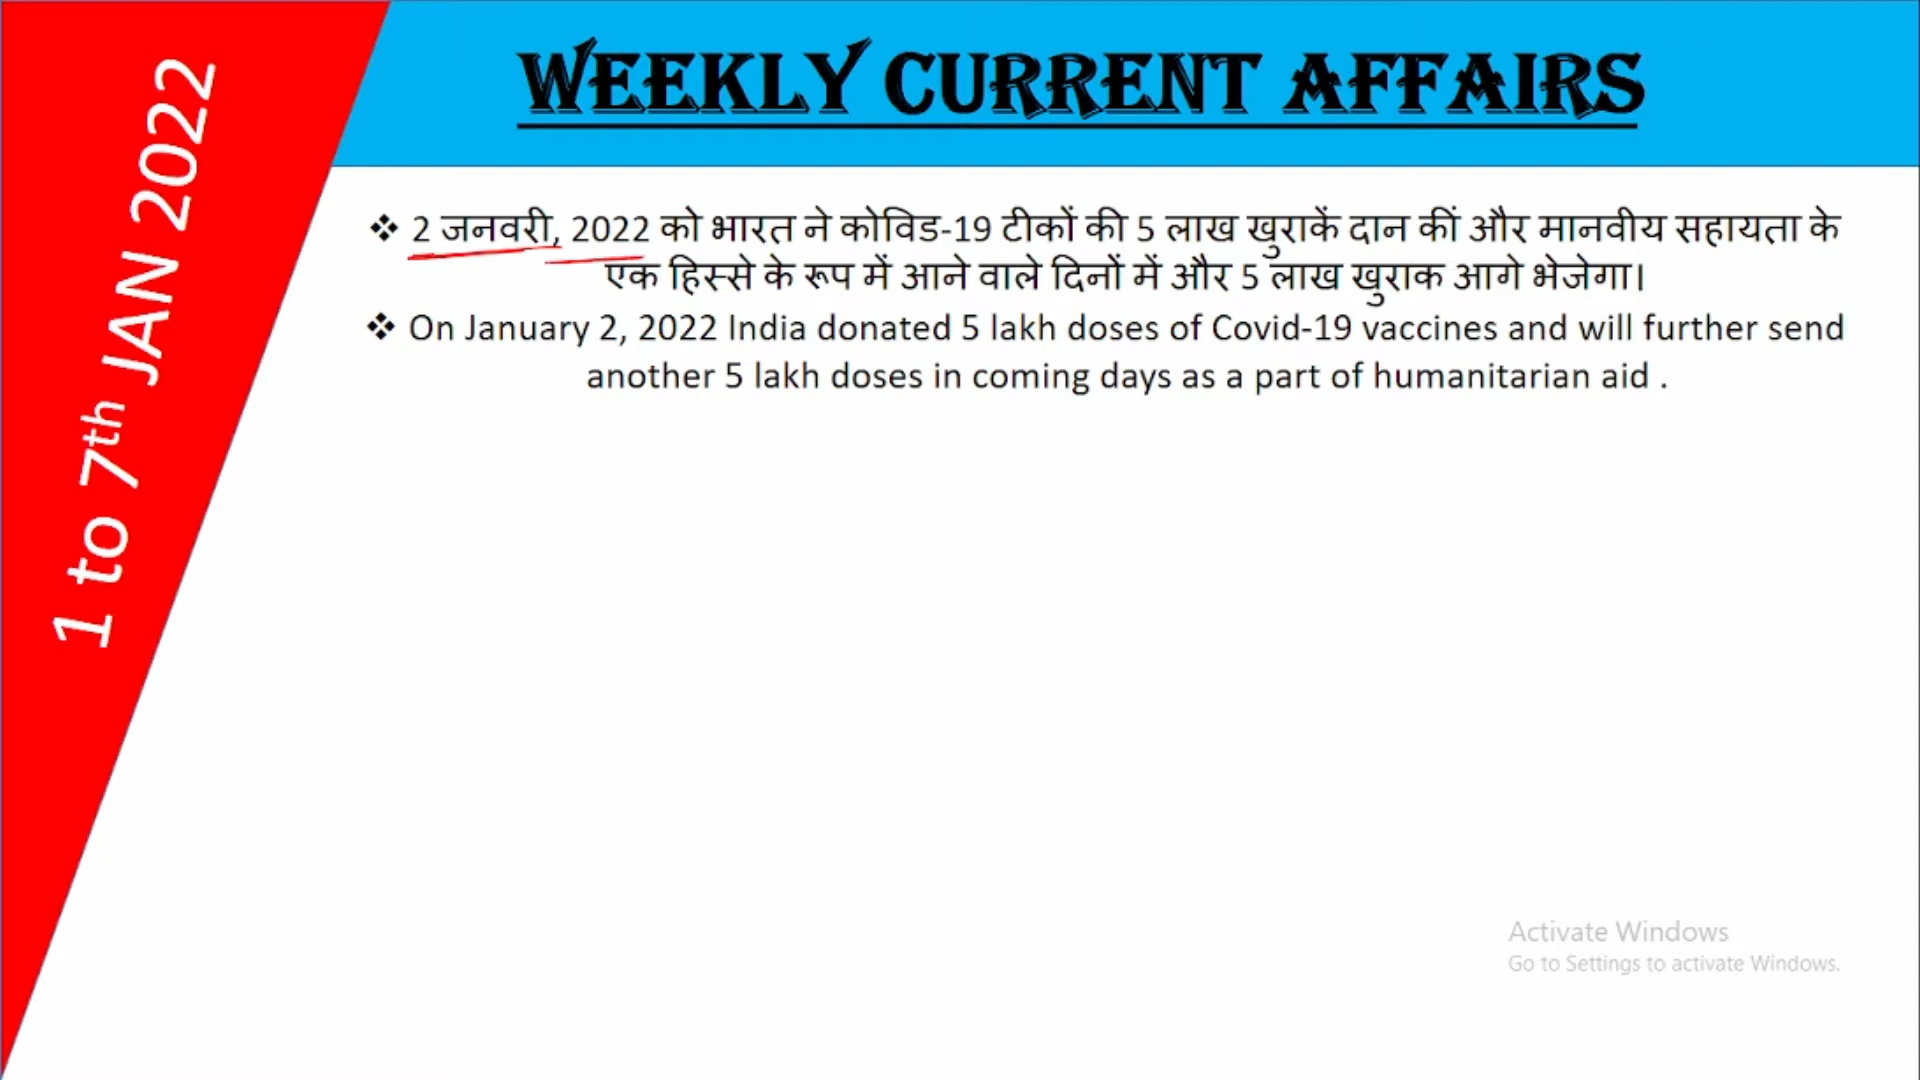 WEEKLY CURRENT AFFAIRS
1 to 7th JAN 2022
❖ 2 जनवरी, 2022 को भारत ने कोविड-19 टीकों की 5 लाख खुराकें दान कीं और मानवीय सहायता के
एक हिस्से के रूप में आने वाले दिनों में और 5 लाख खुराक आगे भेजेगा।
❖ On January 2, 2022 India donated 5 lakh doses of Covid-19 vaccines and will further send
another 5 lakh doses in coming days as a part of humanitarian aid .
Activate Windows
Go to Settings to activate Windows.